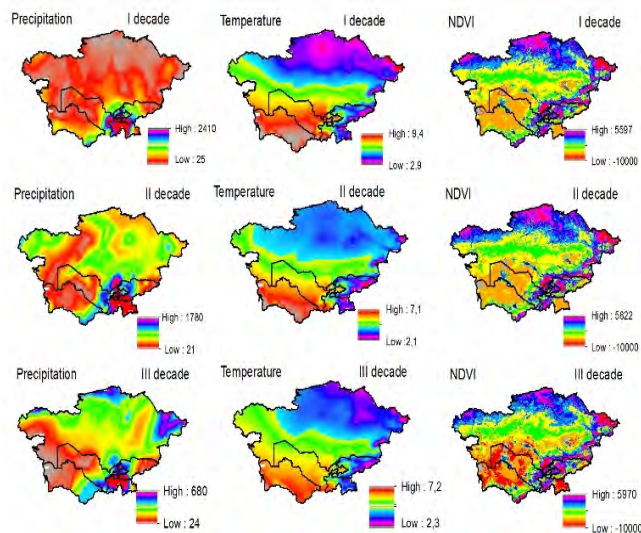 Precipitation I decade
High : 2410
Low : 25
Temperature I decade
High : 9,4
Low : 2,9
NDVI I decade
High : 5597
Low : -10000
Precipitation II decade
High : 1780
Low : 21
Temperature II decade
High : 7,1
Low : 2,1
NDVI II decade
High : 5822
Low : -10000
Precipitation III decade
High : 680
Low : 24
Temperature III decade
High : 7,2
Low : 2,3
NDVI III decade
High : 5970
Low : -10000